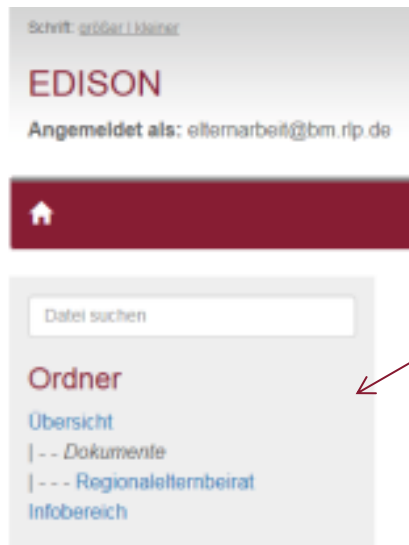 Schrift: größer | kleiner
EDISON
Angemeldet als: elternarbeit@bm.rlp.de
Datei suchen
Ordner
Übersicht
| - - Dokumente
| - - - Regionalelternbeirat
Infobereich